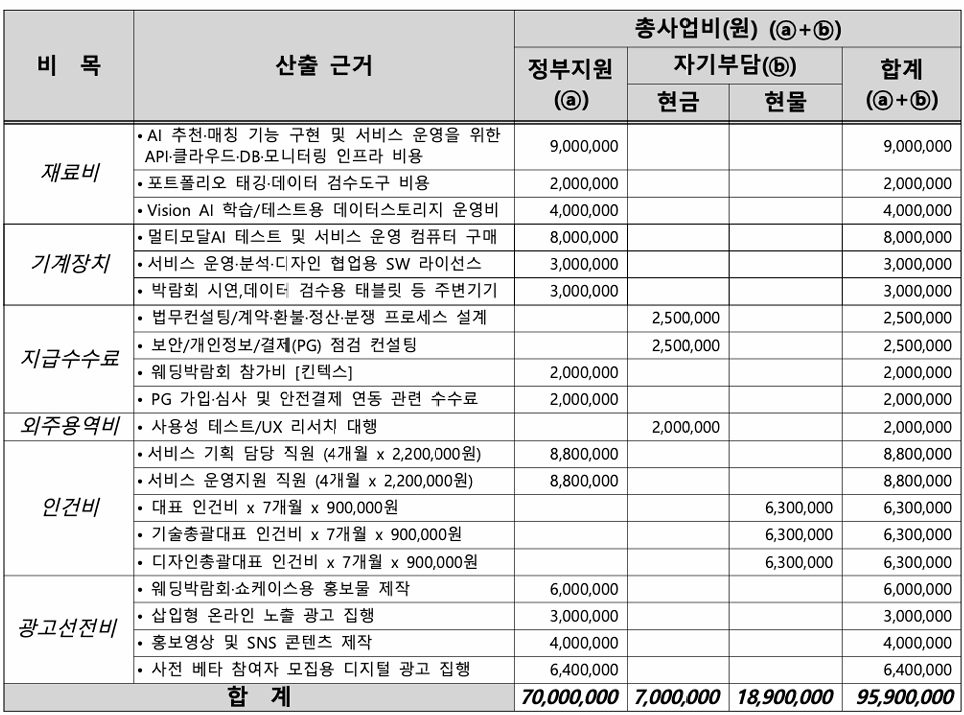 비 목 산출 근거 총사업비(원) (ⓐ+ⓑ)
정부지원 (ⓐ) 자기부담(ⓑ) 합계 (ⓐ+ⓑ)
현금 현물
재료비
• AI 추천·매칭 기능 구현 및 서비스 운영을 위한
API·클라우드·DB·모니터링 인프라 비용 9,000,000 9,000,000
• 포트폴리오 태깅·데이터 검수도구 비용 2,000,000 2,000,000
• Vision AI 학습/테스트용 데이터스토리지 운영비 4,000,000 4,000,000
기계장치
• 멀티모달AI 테스트 및 서비스 운영 컴퓨터 구매 8,000,000 8,000,000
• 서비스 운영·분석·디자인 협업용 SW 라이선스 3,000,000 3,000,000
• 박람회 시연,데이터 검수용 태블릿 등 주변기기 3,000,000 3,000,000
지급수수료
• 법무컨설팅/계약·환불·정산·분쟁 프로세스 설계 2,500,000 2,500,000
• 보안/개인정보/결제(PG) 점검 컨설팅 2,500,000 2,500,000
• 웨딩박람회 참가비 [킨텍스] 2,000,000 2,000,000
• PG 가입·심사 및 안전결제 연동 관련 수수료 2,000,000 2,000,000
외주용역비
• 사용성 테스트/UX 리서치 대행 2,000,000 2,000,000
인건비
• 서비스 기획 담당 직원 (4개월 x 2,200,000원) 8,800,000 8,800,000
• 서비스 운영지원 직원 (4개월 x 2,200,000원) 8,800,000 8,800,000
• 대표 인건비 x 7개월 x 900,000원 6,300,000 6,300,000
• 기술총괄대표 인건비 x 7개월 x 900,000원 6,300,000 6,300,000
• 디자인총괄대표 인건비 x 7개월 x 900,000원 6,300,000 6,300,000
광고선전비
• 웨딩박람회·쇼케이스용 홍보물 제작 6,000,000 6,000,000
• 삽입형 온라인 노출 광고 집행 3,000,000 3,000,000
• 홍보영상 및 SNS 콘텐츠 제작 4,000,000 4,000,000
• 사전 베타 참여자 모집용 디지털 광고 집행 6,400,000 6,400,000
합 계 70,000,000 7,000,000 18,900,000 95,900,000